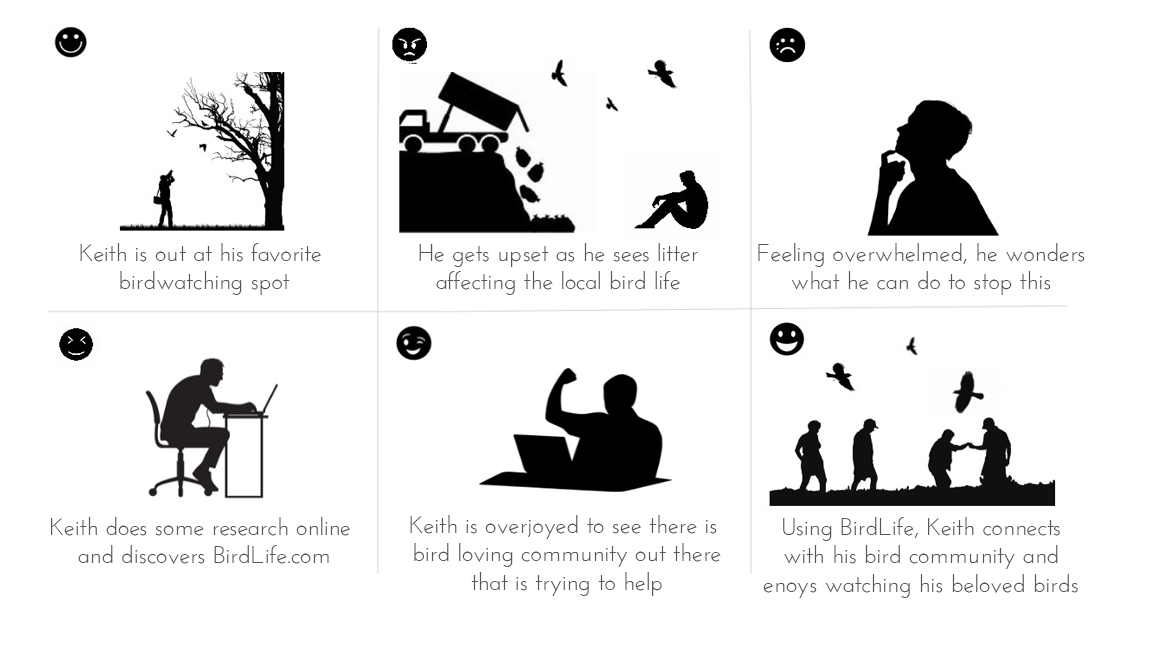 Keith is out at his favorite
birdwatching spot
He gets upset as he sees litter
affecting the local bird life
Feeling overwhelmed, he wonders
what he can do to stop this
Keith does some research online
and discovers BirdLife.com
Keith is overjoyed to see there is
bird loving community out there
that is trying to help
Using BirdLife, Keith connects
with his bird community and
enoys watching his beloved birds